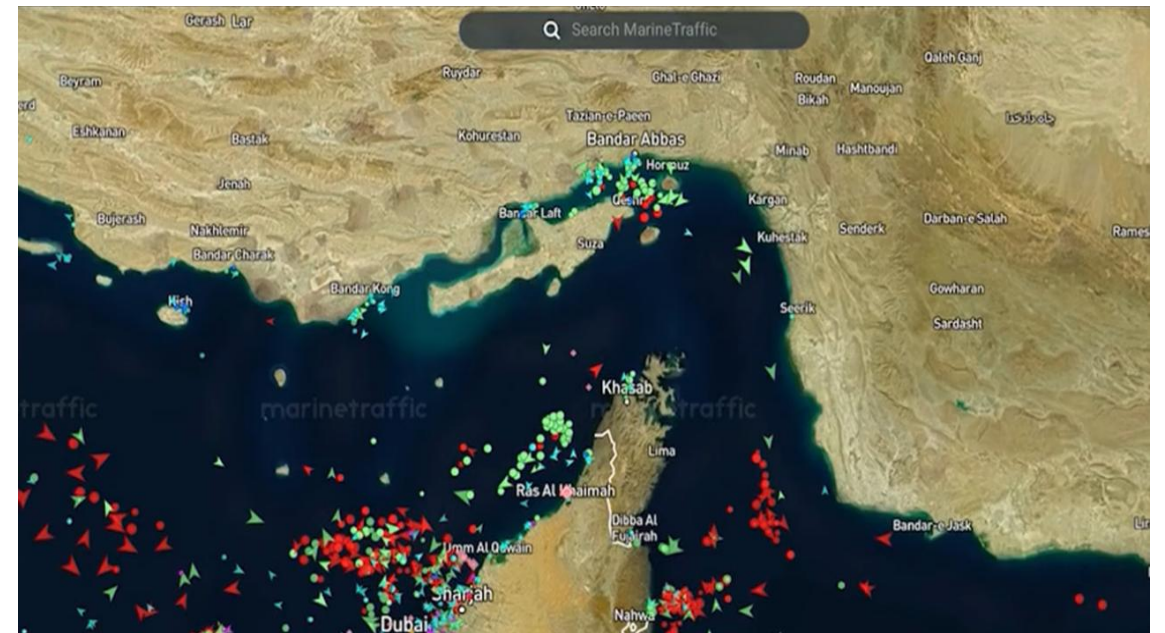 Gerash Lar
Search MarineTraffic
Qaleh Ganj
Beyram
Ruydar
Ghal-e Ghazi
Roudan
Manoujan
Bikah
erd
Tazian-e-Paeen
Eshkanan
Bastak
Kohurestan
Bandar Abbas
Minab
Hashtbandi
Hormuz
Jenah
Kargan
Bujerash
Bandar Laft
Nakhlemir
Suza
Kuhestak
Senderk
Darban-e Salah
Rames
Bandar Charak
Bandar Kong
Gowharan
Kish
Seerik
Sardasht
Khasab
traffic
marinetraffic
m traffic
Lima
Ras Al Khaimah
Dibba Al
Fujairah
Bandar-e Jask
Umm Al Quwain
Sharjah
Nahwa
Dubai